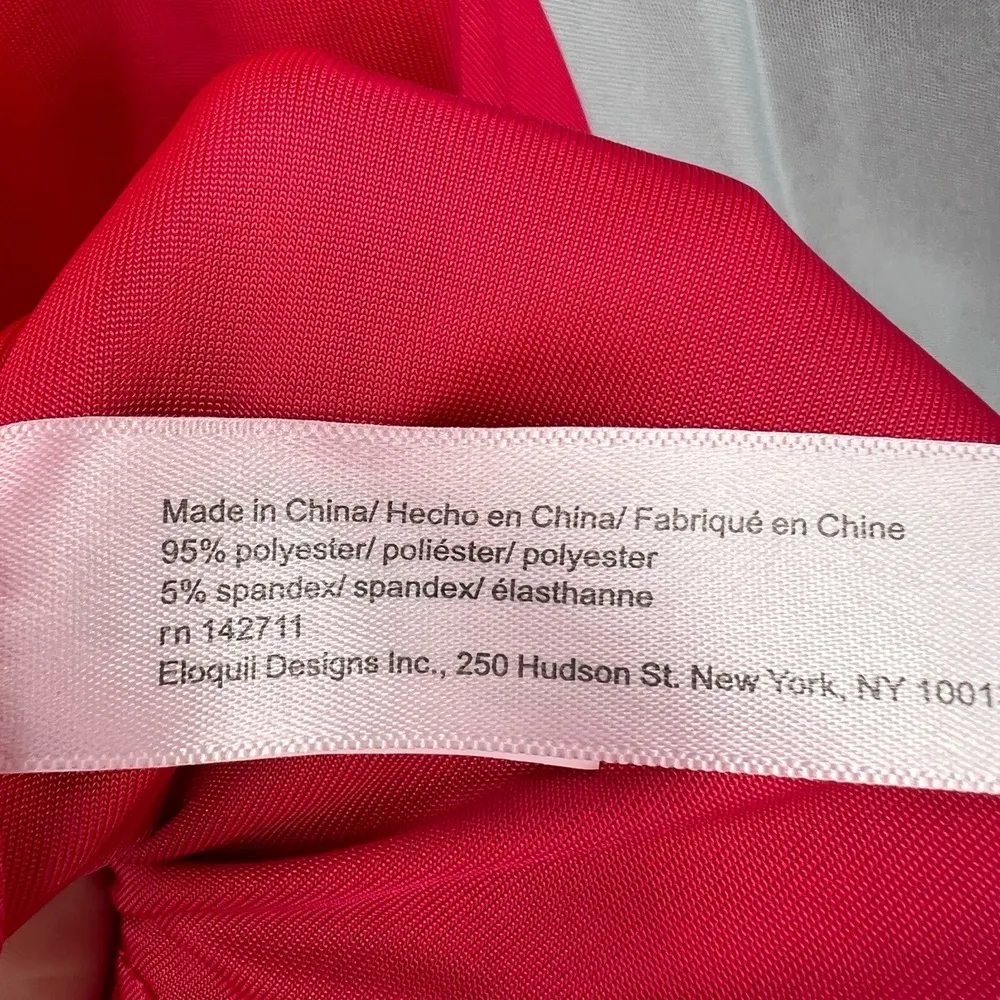 Made in China/ Hecho en China/ Fabriqué en Chine
95% polyester/ poliéster/ polyester
5% spandex/ spandex/ élasthanne
rn 142711
Eloquii Designs Inc., 250 Hudson St. New York, NY 1001